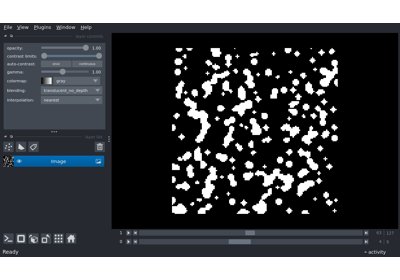 File View Plugins Window Help
opacity: 1.00
contrast limits:
auto-contrast: once continuous
gamma: 1.00
colormap: gray
blending: translucent_no_depth
interpolation: nearest
Image
1
0
Ready
activity